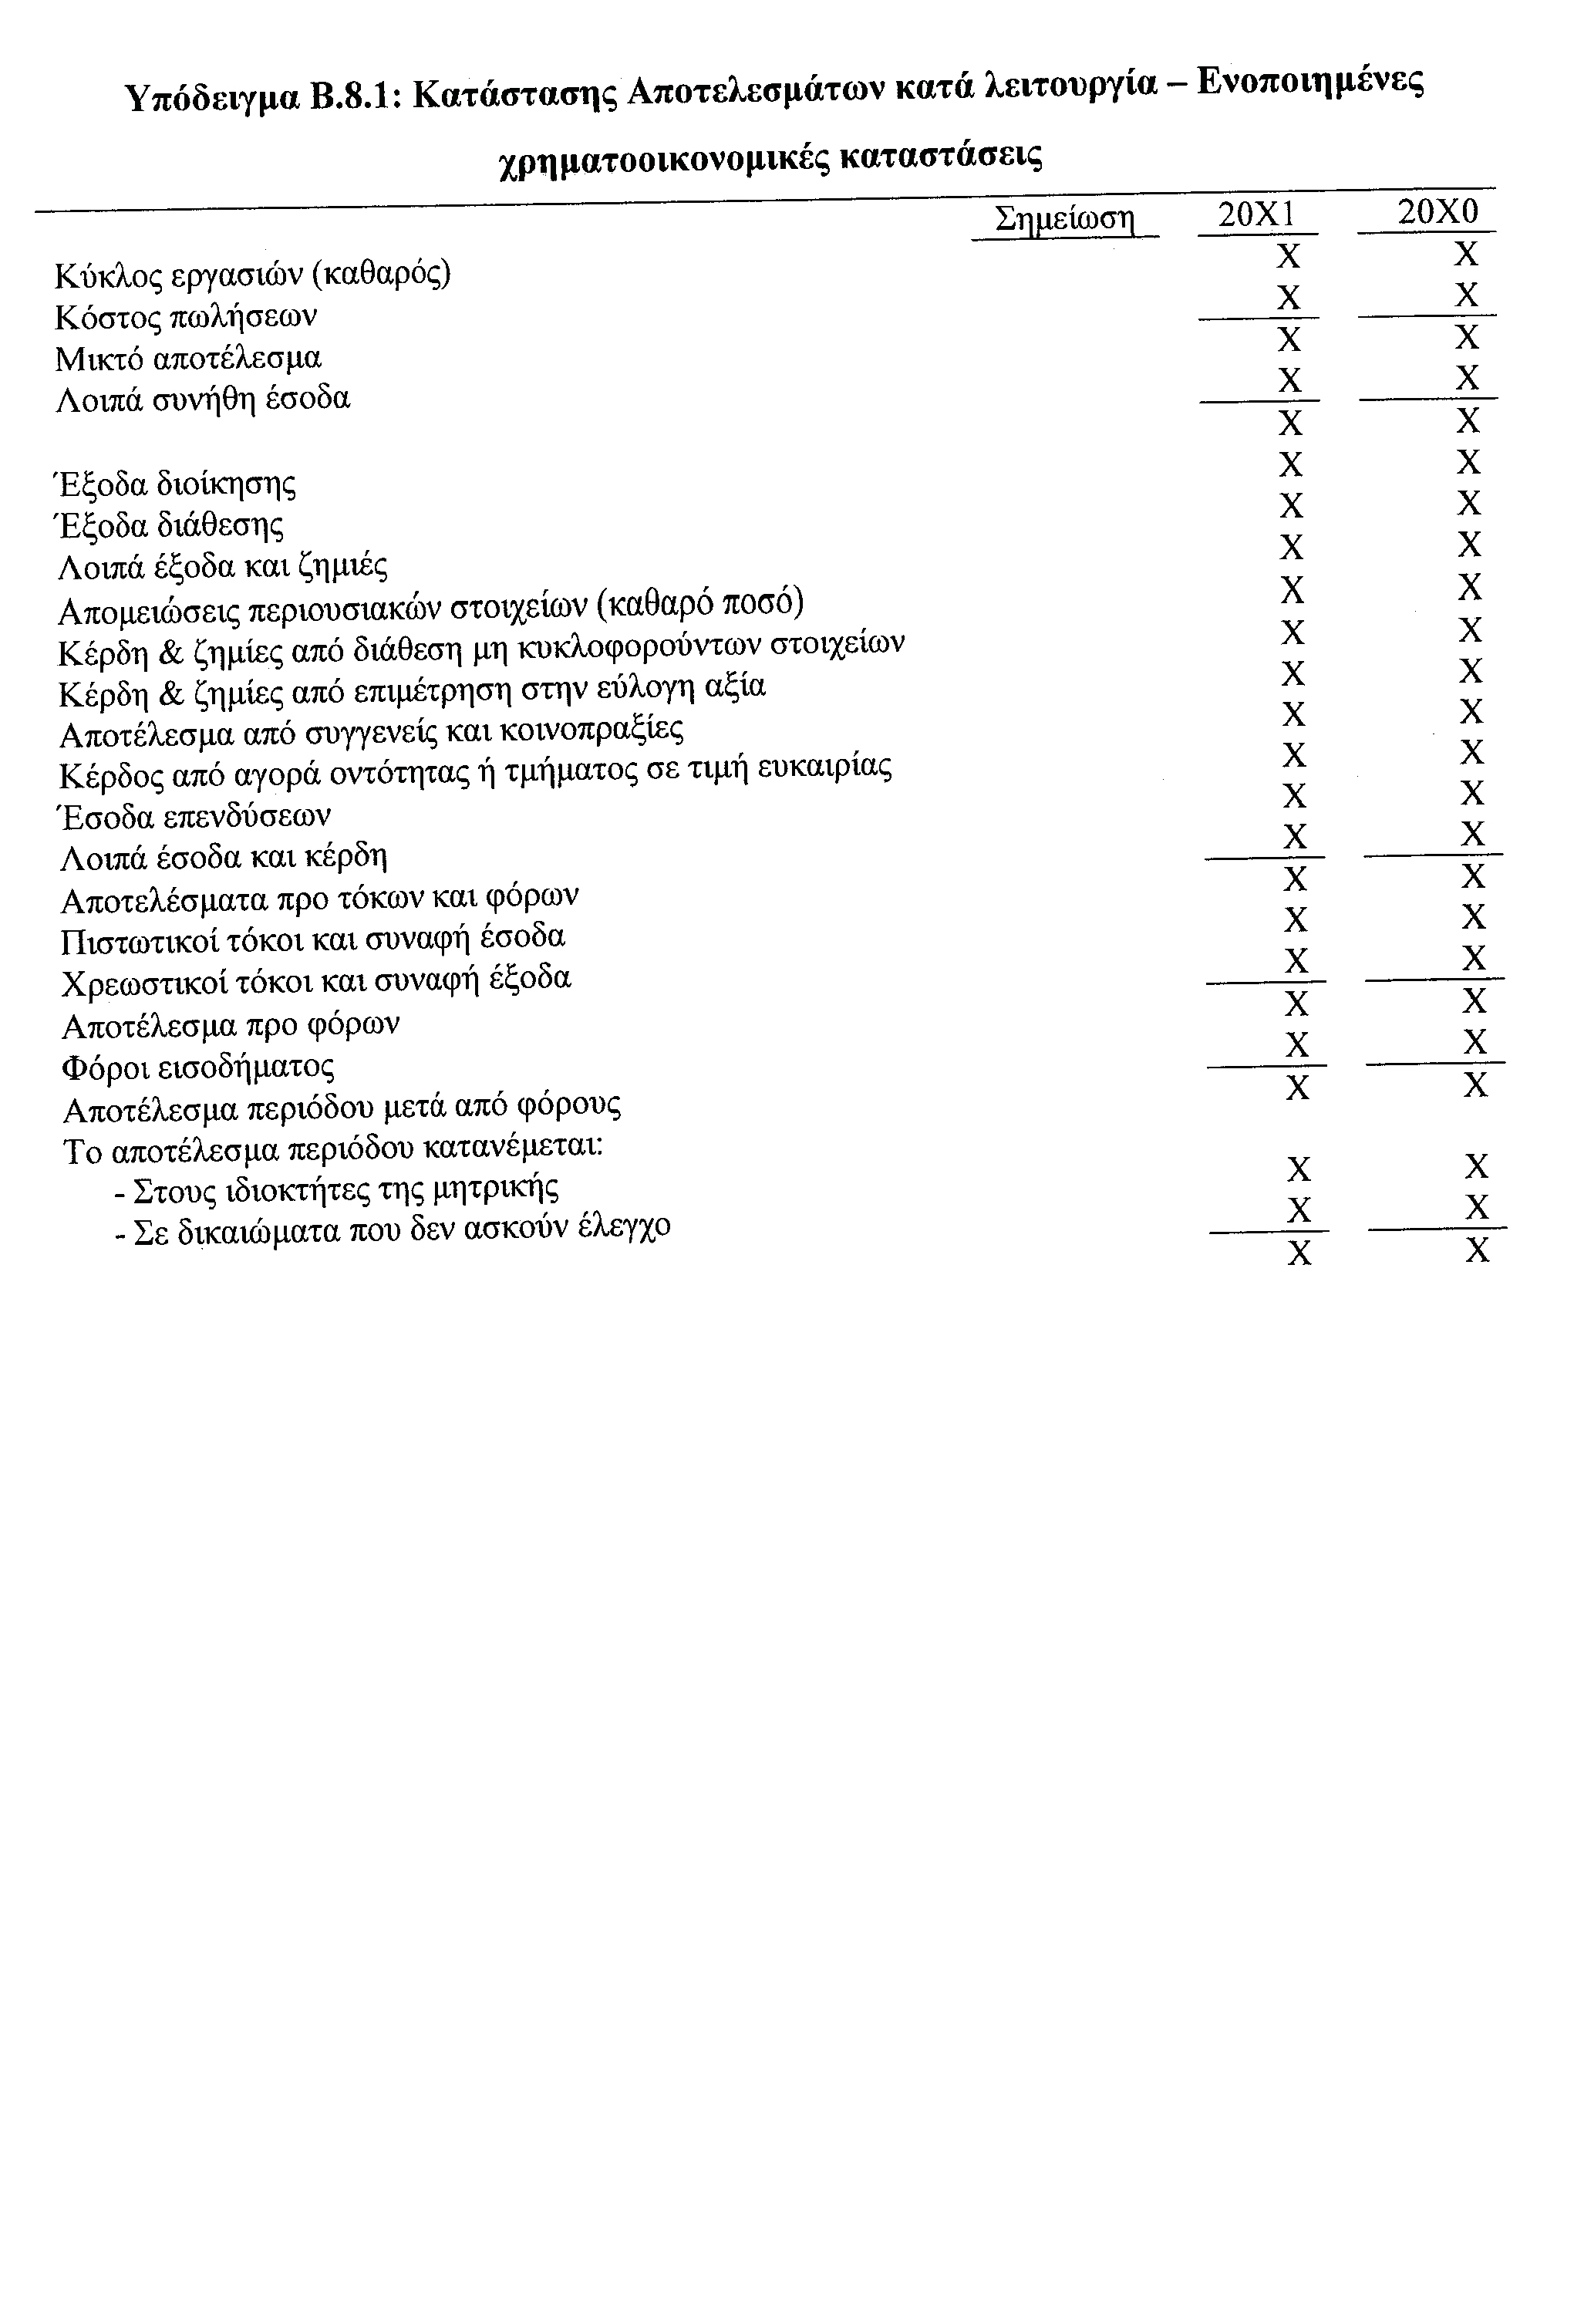 Υπόδειγμα Β.8.1: Κατάστασης Αποτελεσμάτων κατά λειτουργία – Ενοποιημένες
χρηματοοικονομικές καταστάσεις
Σημείωση 20X1 20X0
Κύκλος εργασιών (καθαρός) X X
Κόστος πωλήσεων X X
Μικτό αποτέλεσμα X X
Λοιπά συνήθη έσοδα X X
X X
Έξοδα διοίκησης X X
Έξοδα διάθεσης X X
Λοιπά έξοδα και ζημιές X X
Απομειώσεις περιουσιακών στοιχείων (καθαρό ποσό) X X
Κέρδη & ζημίες από διάθεση μη κυκλοφορούντων στοιχείων X X
Κέρδη & ζημίες από επιμέτρηση στην εύλογη αξία X X
Αποτέλεσμα από συγγενείς και κοινοπραξίες X X
Κέρδος από αγορά οντότητας ή τμήματος σε τιμή ευκαιρίας X X
Έσοδα επενδύσεων X X
Λοιπά έσοδα και κέρδη X X
Αποτελέσματα προ τόκων και φόρων X X
Πιστωτικοί τόκοι και συναφή έσοδα X X
Χρεωστικοί τόκοι και συναφή έξοδα X X
Αποτέλεσμα προ φόρων X X
Φόροι εισοδήματος X X
Αποτέλεσμα περιόδου μετά από φόρους X X
Το αποτέλεσμα περιόδου κατανέμεται:
- Στους ιδιοκτήτες της μητρικής X X
- Σε δικαιώματα που δεν ασκούν έλεγχο X X
X X